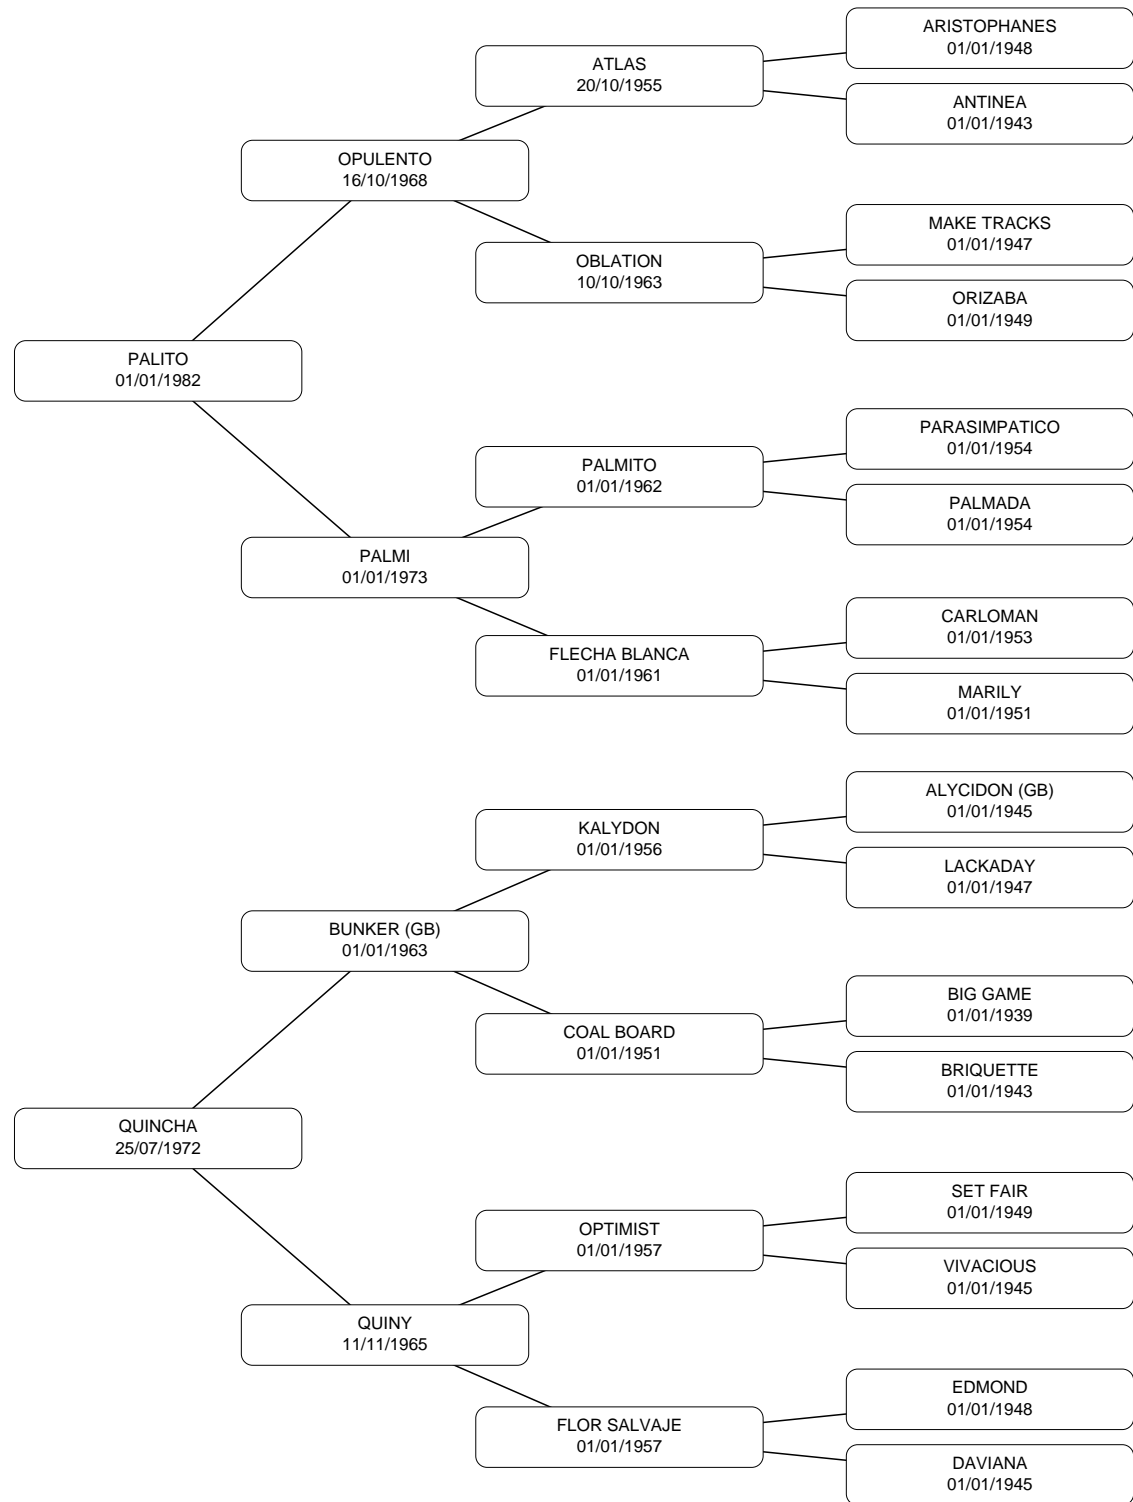 ARISTOPHANES
01/01/1948
ATLAS
20/10/1955
ANTINEA
01/01/1943
OPULENTO
16/10/1968
MAKE TRACKS
01/01/1947
OBLATION
10/10/1963
ORIZABA
01/01/1949
PALITO
01/01/1982
PARASIMPATICO
01/01/1954
PALMITO
01/01/1962
PALMADA
01/01/1954
PALMI
01/01/1973
CARLOMAN
01/01/1953
FLECHA BLANCA
01/01/1961
MARILY
01/01/1951
ALYCIDON (GB)
01/01/1945
KALYDON
01/01/1956
LACKADAY
01/01/1947
BUNKER (GB)
01/01/1963
BIG GAME
01/01/1939
COAL BOARD
01/01/1951
BRIQUETTE
01/01/1943
QUINCHA
25/07/1972
SET FAIR
01/01/1949
OPTIMIST
01/01/1957
VIVACIOUS
01/01/1945
QUINY
11/11/1965
EDMOND
01/01/1948
FLOR SALVAJE
01/01/1957
DAVIANA
01/01/1945